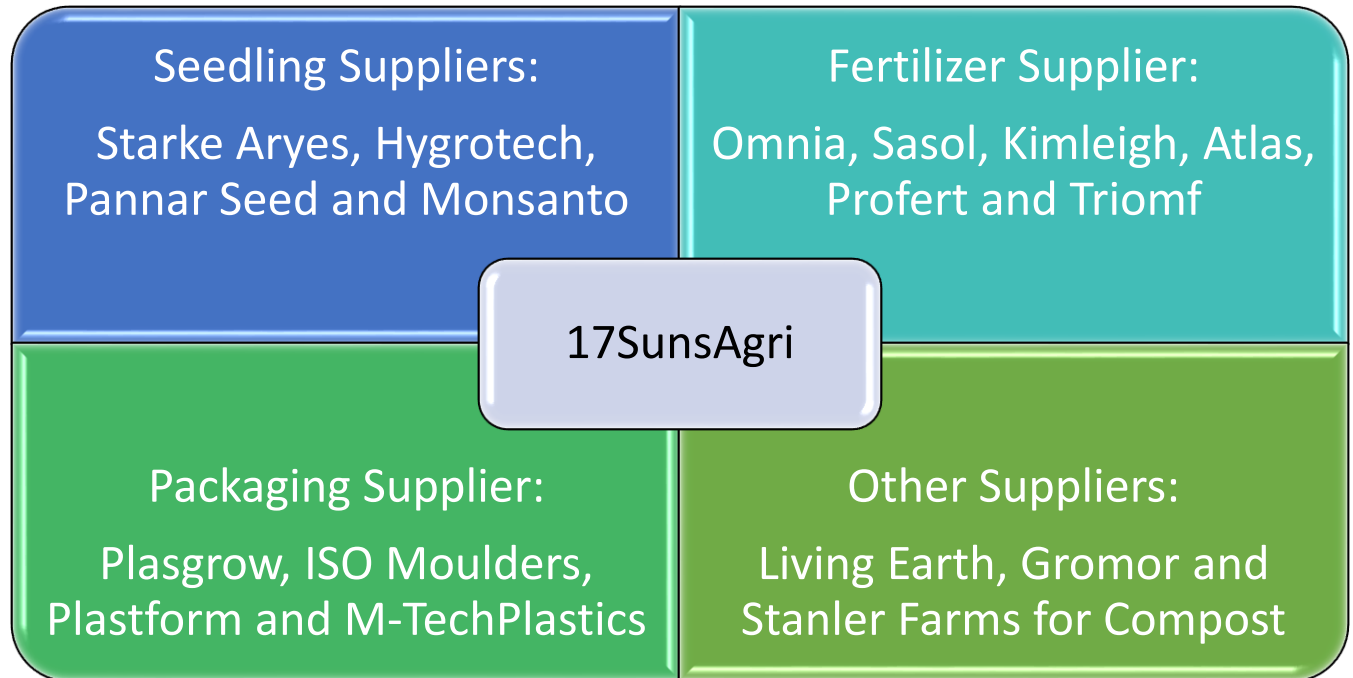 Seedling Suppliers:
Starke Aryes, Hygrotech,
Pannar Seed and Monsanto
Fertilizer Supplier:
Omnia, Sasol, Kimleigh, Atlas,
Profert and Triomf
17SunsAgri
Packaging Supplier:
Plasgrow, ISO Moulders,
Plastform and M-TechPlastics
Other Suppliers:
Living Earth, Gromor and
Stanler Farms for Compost